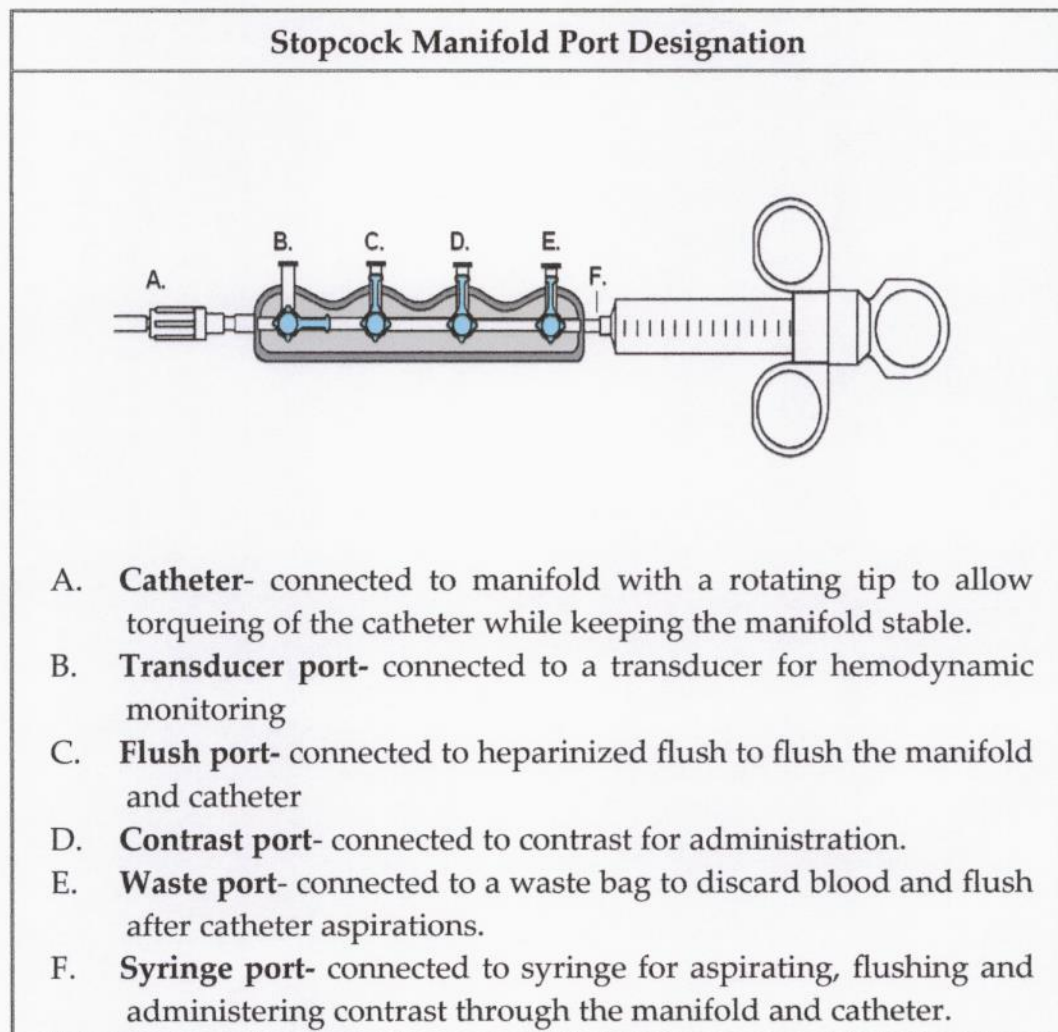 Stopcock Manifold Port Designation
B. C. D. E.
A. F.
A. Catheter- connected to manifold with a rotating tip to allow
torqueing of the catheter while keeping the manifold stable.
B. Transducer port- connected to a transducer for hemodynamic
monitoring
C. Flush port- connected to heparinized flush to flush the manifold
and catheter
D. Contrast port- connected to contrast for administration.
E. Waste port- connected to a waste bag to discard blood and flush
after catheter aspirations.
F. Syringe port- connected to syringe for aspirating, flushing and
administering contrast through the manifold and catheter.